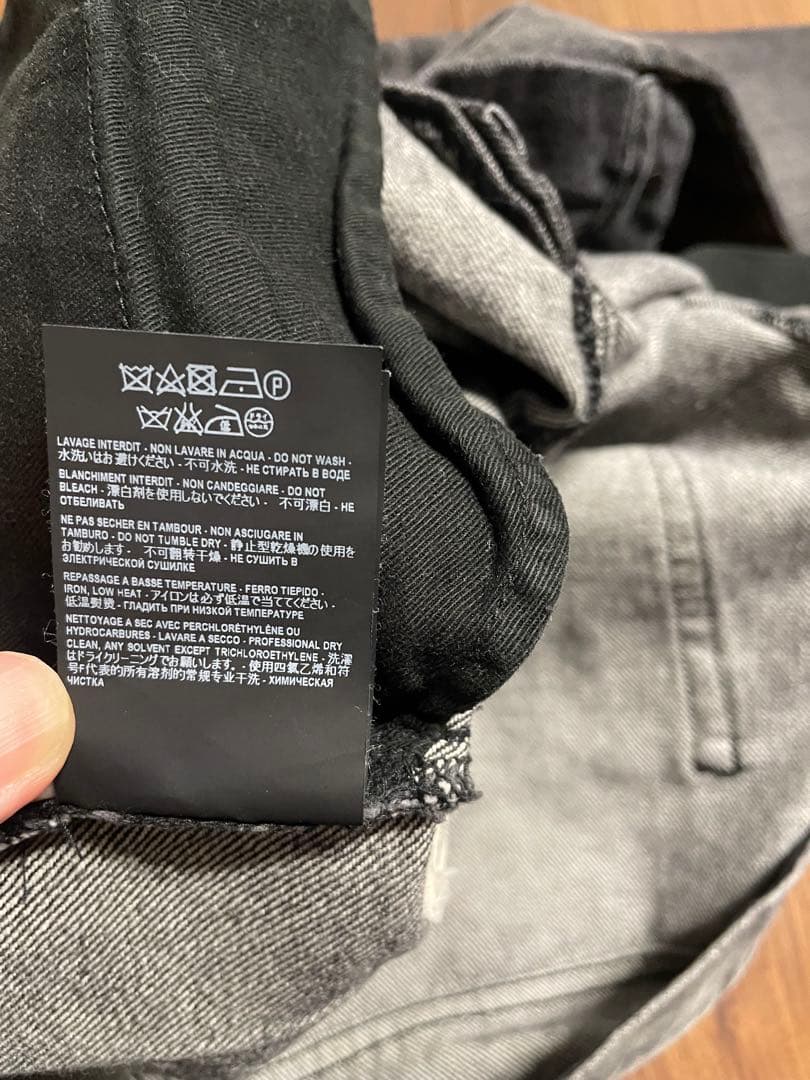 P
LAVAGE INTERDIT - NON LAVARE IN ACQUA - DO NOT WASH -
水洗いはお避けください - 不可水洗 - НЕ СТИРАТЬ В ВОДЕ
BLANCHIMENT INTERDIT - NON CANDEGGIARE - DO NOT
BLEACH - 漂白剤を使用しないでください - 不可漂白 - НЕ
ОТБЕЛИВАТЬ
NE PAS SECHER EN TAMBOUR - NON ASCIUGARE IN
TAMBURO - DO NOT TUMBLE DRY - 静止型乾燥機の使用を
お勧めします - 不可翻装干燥 - НЕ СУШИТЬ В
ЭЛЕКТРИЧЕСКОЙ СУШИЛКЕ
REPASSAGE A BASSE TEMPERATURE - FERRO TIEPIDO -
IRON, LOW HEAT - アイロンは必ず低温で当ててください -
低温熨烫 - ГЛАДИТЬ ПРИ НИЗКОЙ ТЕМПЕРАТУРЕ
NETTOYAGE A SEC AVEC PERCHLORÉTHYLÈNE OU
HYDROCARBURES - LAVARE A SECCO - PROFESSIONAL DRY
CLEAN, ANY SOLVENT EXCEPT TRICHLOROETHYLENE - 洗濯
はドライクリーニングでお願いします。 - 使用四氯乙烯和符
号F代表的所有溶剂的常规专业干洗 - ХИМИЧЕСКАЯ
ЧИСТКА